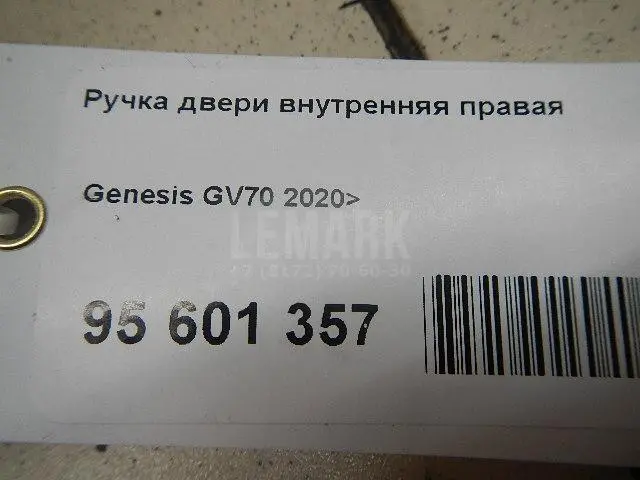 Ручка двери внутренняя правая
Genesis GV70 2020>
LEMARK
95 601 357